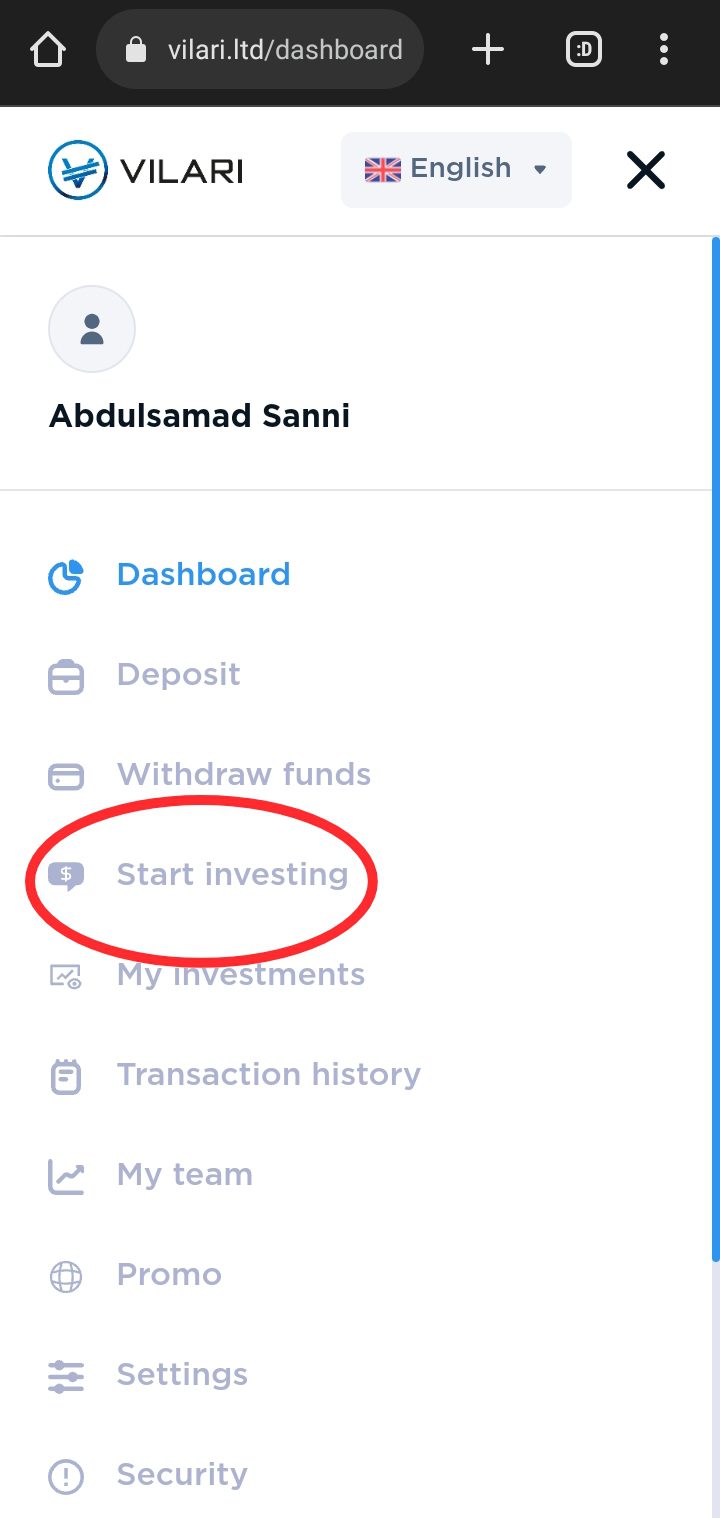 vilari.ltd/dashboard
:D
VILARI
English
Abdulsamad Sanni
Dashboard
Deposit
Withdraw funds
$ Start investing
My investments
Transaction history
My team
Promo
Settings
Security